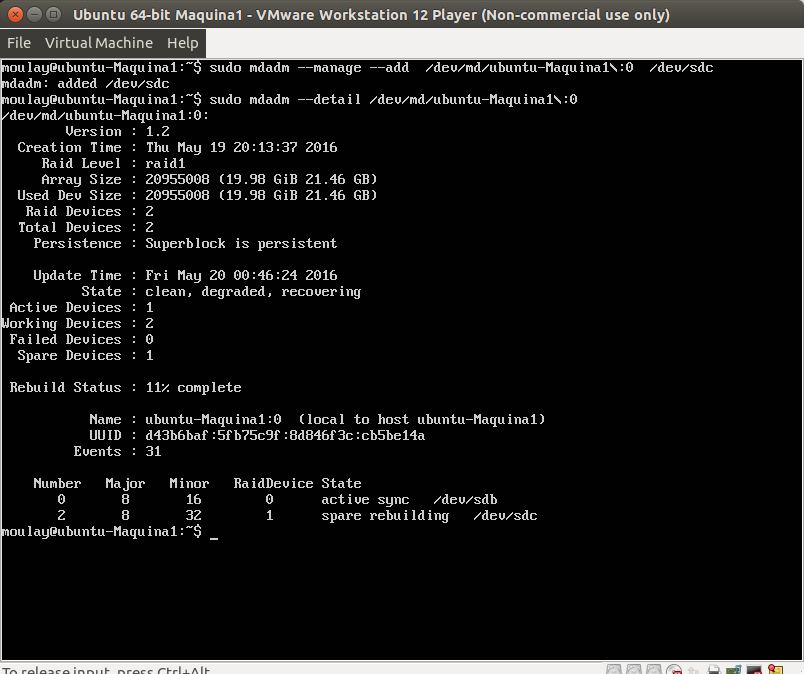 Ubuntu 64-bit Maquina1 - VMware Workstation 12 Player (Non-commercial use only)
File Virtual Machine Help
moulay@ubuntu-Maquina1:~$ sudo mdadm --manage --add  /dev/md/ubuntu-Maquina1\:0  /dev/sdc
mdadm: added /dev/sdc
moulay@ubuntu-Maquina1:~$ sudo mdadm --detail /dev/md/ubuntu-Maquina1\:0
/dev/md/ubuntu-Maquina1:0:
        Version : 1.2
  Creation Time : Thu May 19 20:13:37 2016
     Raid Level : raid1
     Array Size : 20955008 (19.98 GiB 21.46 GB)
  Used Dev Size : 20955008 (19.98 GiB 21.46 GB)
   Raid Devices : 2
  Total Devices : 2
    Persistence : Superblock is persistent
    Update Time : Fri May 20 00:46:24 2016
          State : clean, degraded, recovering
 Active Devices : 1
Working Devices : 2
 Failed Devices : 0
  Spare Devices : 1
 Rebuild Status : 11% complete
           Name : ubuntu-Maquina1:0  (local to host ubuntu-Maquina1)
           UUID : d43b6baf:5fb75c9f:8d846f3c:cb5be14a
         Events : 31
    Number   Major   Minor   RaidDevice State
       0       8       16        0      active sync   /dev/sdb
       2       8       32        1      spare rebuilding   /dev/sdc
moulay@ubuntu-Maquina1:~$ _
To release input, press Ctrl+Alt